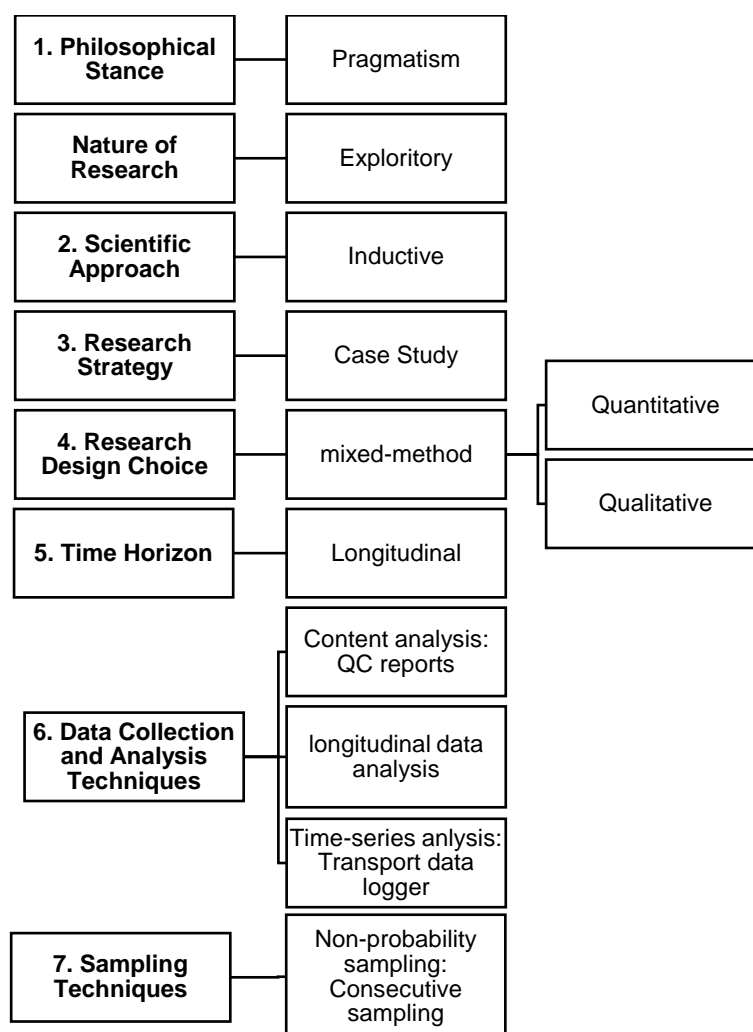 1. Philosophical
Stance
Pragmatism
Nature of
Research
Exploritory
2. Scientific
Approach
Inductive
3. Research
Strategy
Case Study
4. Research
Design Choice
mixed-method
Quantitative
Qualitative
5. Time Horizon
Longitudinal
6. Data Collection
and Analysis
Techniques
Content analysis:
QC reports
longitudinal data
analysis
Time-series anlysis:
Transport data
logger
7. Sampling
Techniques
Non-probability
sampling:
Consecutive
sampling